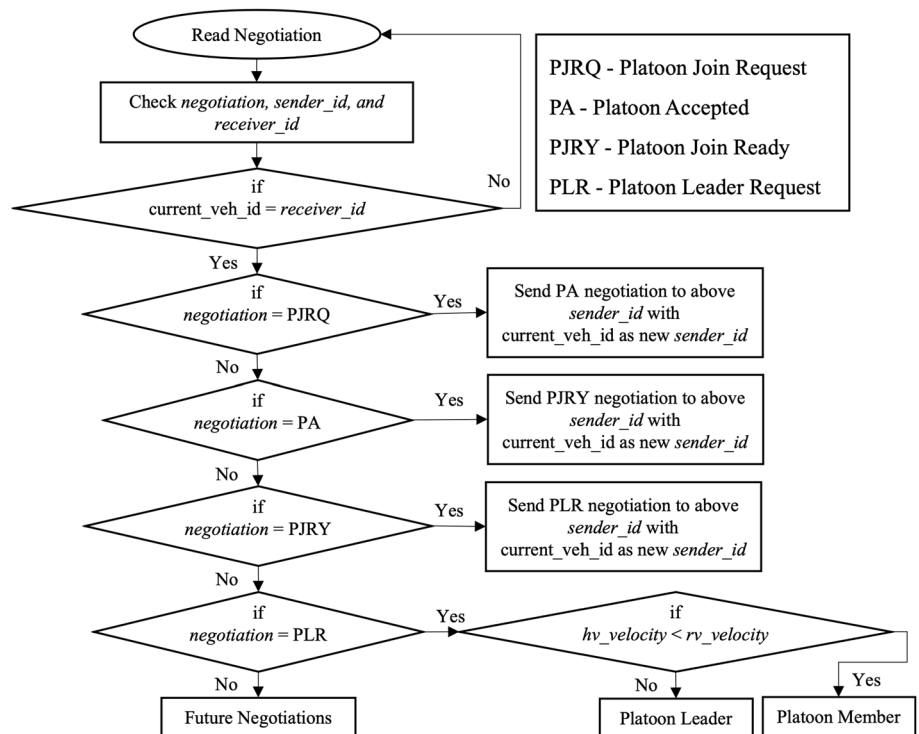 Read Negotiation
PJRQ - Platoon Join Request
PA - Platoon Accepted
PJRY - Platoon Join Ready
PLR - Platoon Leader Request
Check negotiation, sender_id, and
receiver_id
if
current_veh_id = receiver_id
No
Yes
if
negotiation = PJRQ
Yes
Send PA negotiation to above
sender_id with
current_veh_id as new sender_id
No
if
negotiation = PA
Yes
Send PJRY negotiation to above
sender_id with
current_veh_id as new sender_id
No
if
negotiation = PJRY
Yes
Send PLR negotiation to above
sender_id with
current_veh_id as new sender_id
No
if
negotiation = PLR
Yes
if
hv_velocity < rv_velocity
No
No
Yes
Future Negotiations
Platoon Leader
Platoon Member